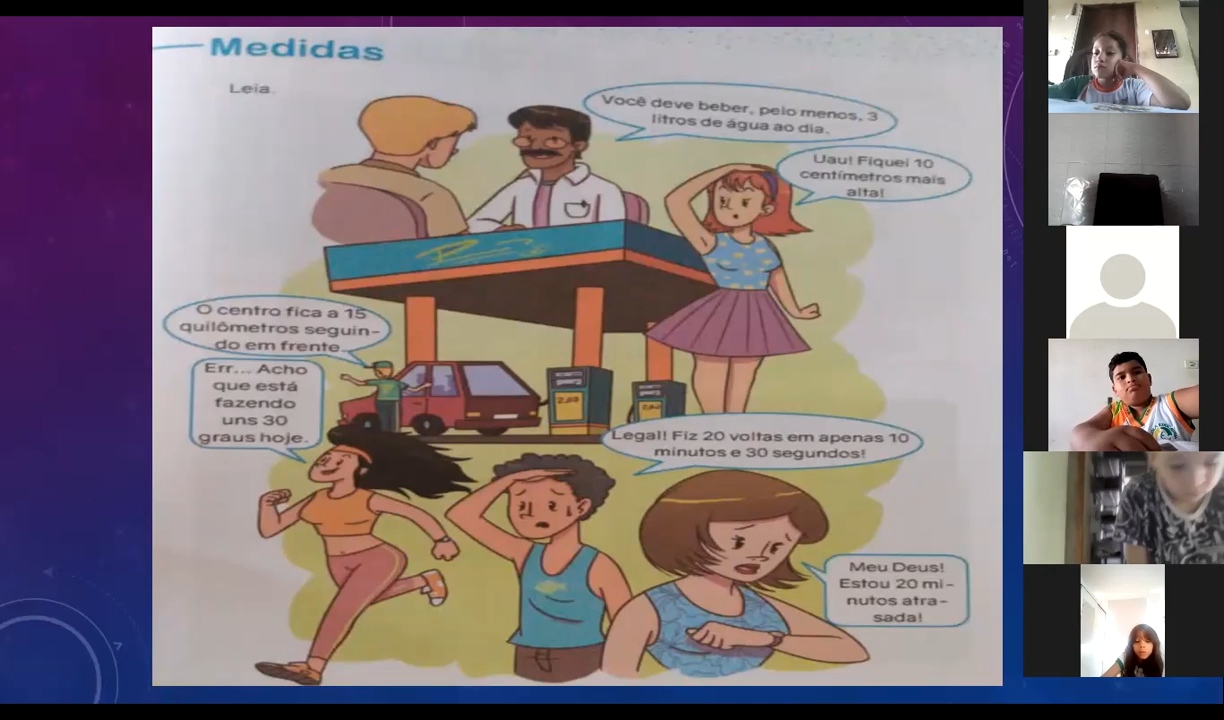 Medidas
Leia.
Você deve beber, pelo menos, 3
litros de água ao dia.
Uau! Fiquei 10
centímetros mais
alta!
O centro fica a 15
quilômetros seguin-
do em frente.
Err... Acho
que está
fazendo
uns 30
graus hoje.
Legal! Fiz 20 voltas em apenas 10
minutos e 30 segundos!
Meu Deus!
Estou 20 mi-
nutos atra-
sada!